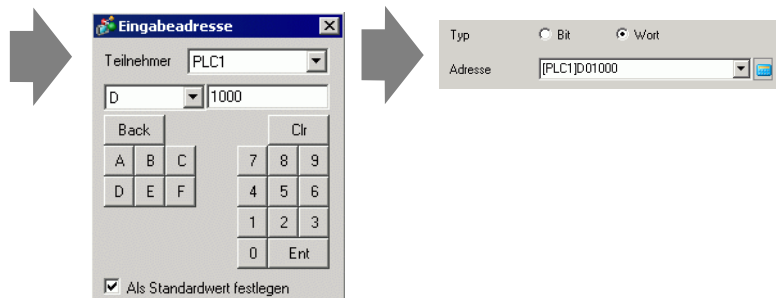 Eingabeadresse
Teilnehmer PLC1
D 1000
Back Clr
A B C 7 8 9
D E F 4 5 6
1 2 3
0 Ent
Als Standardwert festlegen
Typ Bit Wort
Adresse [PLC1]D01000